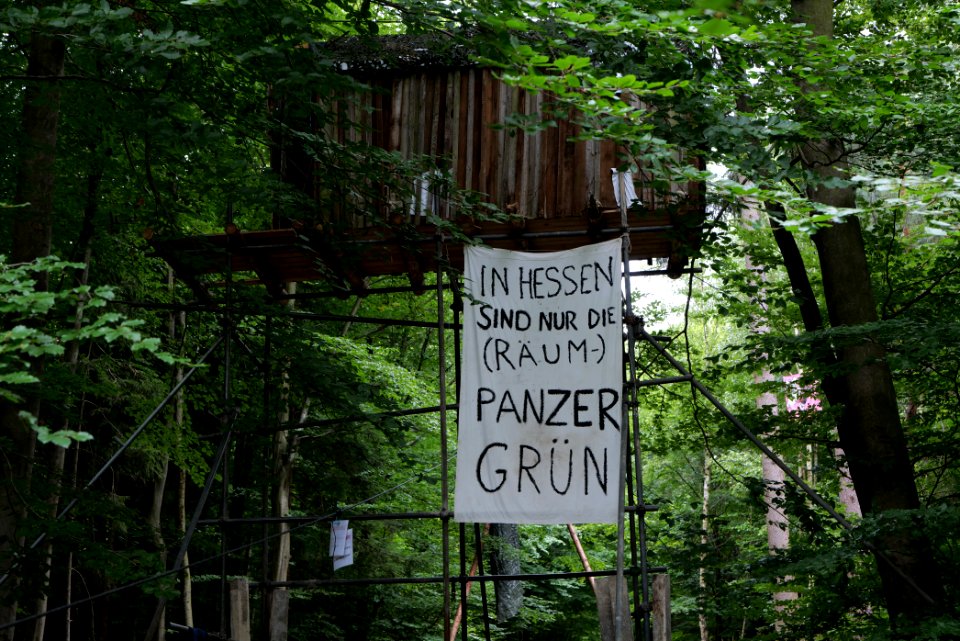 IN HESSEN
SIND NUR DIE
(RÄUM-)
PANZER
GRÜN